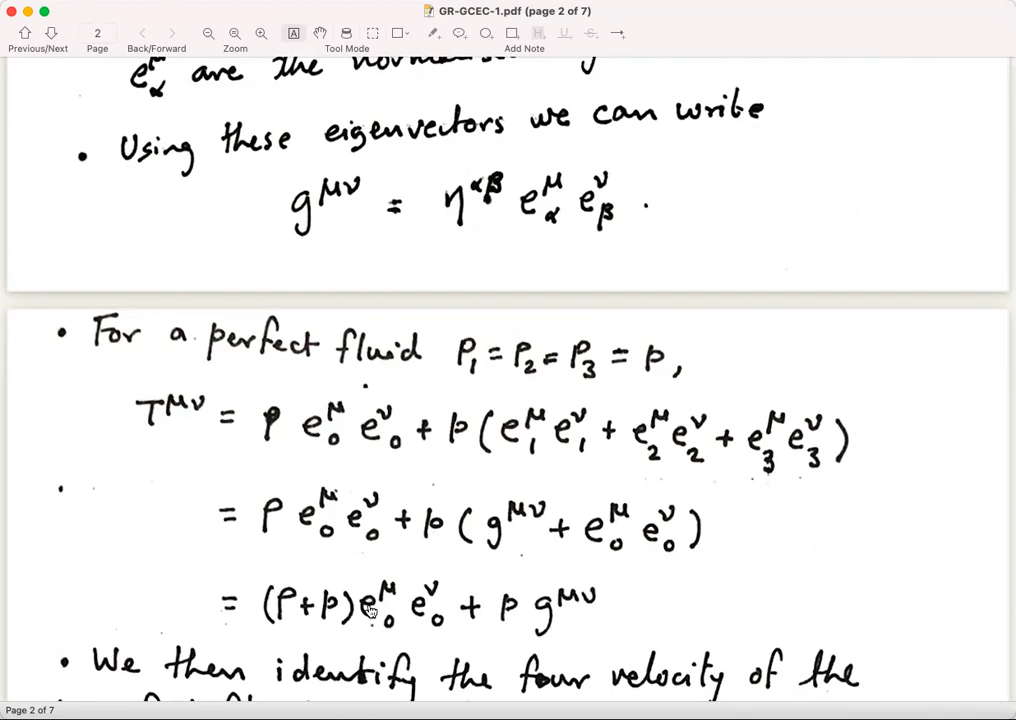 GR-GCEC-1.pdf (page 2 of 7)
2
Previous/Next Page Back/Forward Zoom Tool Mode Add Note
e^μ_α are the
• Using these eigenvectors we can write
g^{μν} = η^{αβ} e^μ_α e^ν_β .
• For a perfect fluid P_1 = P_2 = P_3 = p,
T^{μν} = ρ e^μ_0 e^ν_0 + p ( e^μ_1 e^ν_1 + e^μ_2 e^ν_2 + e^μ_3 e^ν_3 )
= ρ e^μ_0 e^ν_0 + p ( g^{μν} + e^μ_0 e^ν_0 )
= (ρ+p) e^μ_0 e^ν_0 + p g^{μν}
• We then identify the four velocity of the
Page 2 of 7